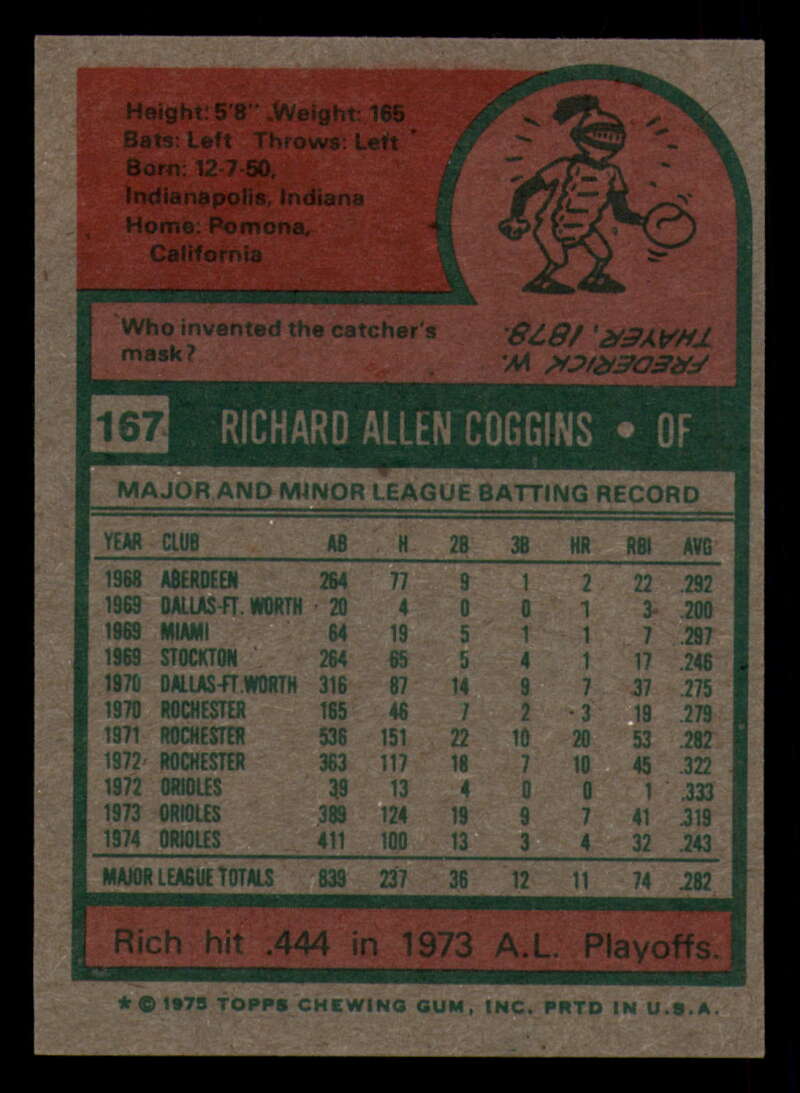 Height: 5'8" Weight: 165
Bats: Left Throws: Left
Born: 12-7-50,
Indianapolis, Indiana
Home: Pomona,
California
Who invented the catcher's
mask?
FREDERICK W.
THAYER, 1878.
167 RICHARD ALLEN COGGINS • OF
MAJOR AND MINOR LEAGUE BATTING RECORD
YEAR CLUB AB H 2B 3B HR RBI AVG
1968 ABERDEEN 264 77 9 1 2 22 .292
1969 DALLAS-FT. WORTH 20 4 0 0 1 3 .200
1969 MIAMI 64 19 5 1 1 7 .297
1969 STOCKTON 264 65 5 4 1 17 .246
1970 DALLAS-FT.WORTH 316 87 14 9 7 37 .275
1970 ROCHESTER 165 46 7 2 3 19 .279
1971 ROCHESTER 536 151 22 10 20 53 .282
1972 ROCHESTER 363 117 18 7 10 45 .322
1972 ORIOLES 39 13 4 0 0 1 .333
1973 ORIOLES 389 124 19 9 7 41 .319
1974 ORIOLES 411 100 13 3 4 32 .243
MAJOR LEAGUE TOTALS 839 237 36 12 11 74 .282
Rich hit .444 in 1973 A.L. Playoffs.
* © 1975 TOPPS CHEWING GUM, INC. PRTD IN U.S.A.